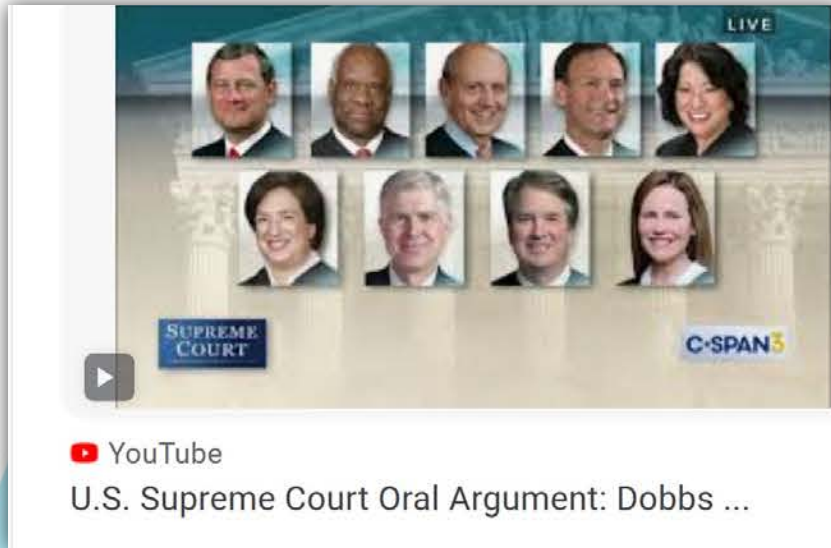 LIVE
SUPREME
COURT
C·SPAN3
YouTube
U.S. Supreme Court Oral Argument: Dobbs ...